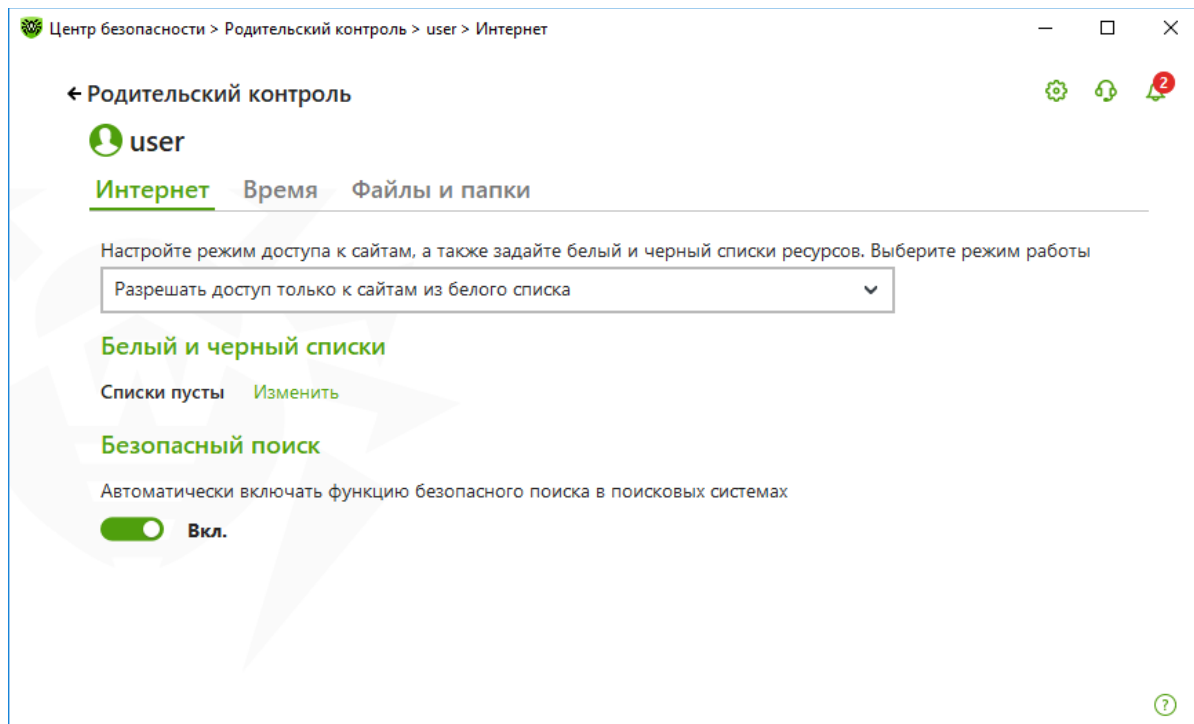 Центр безопасности > Родительский контроль > user > Интернет
Родительский контроль
2
user
Интернет Время Файлы и папки
Настройте режим доступа к сайтам, а также задайте белый и черный списки ресурсов. Выберите режим работы
Разрешать доступ только к сайтам из белого списка
Белый и черный списки
Списки пусты Изменить
Безопасный поиск
Автоматически включать функцию безопасного поиска в поисковых системах
Вкл.
?